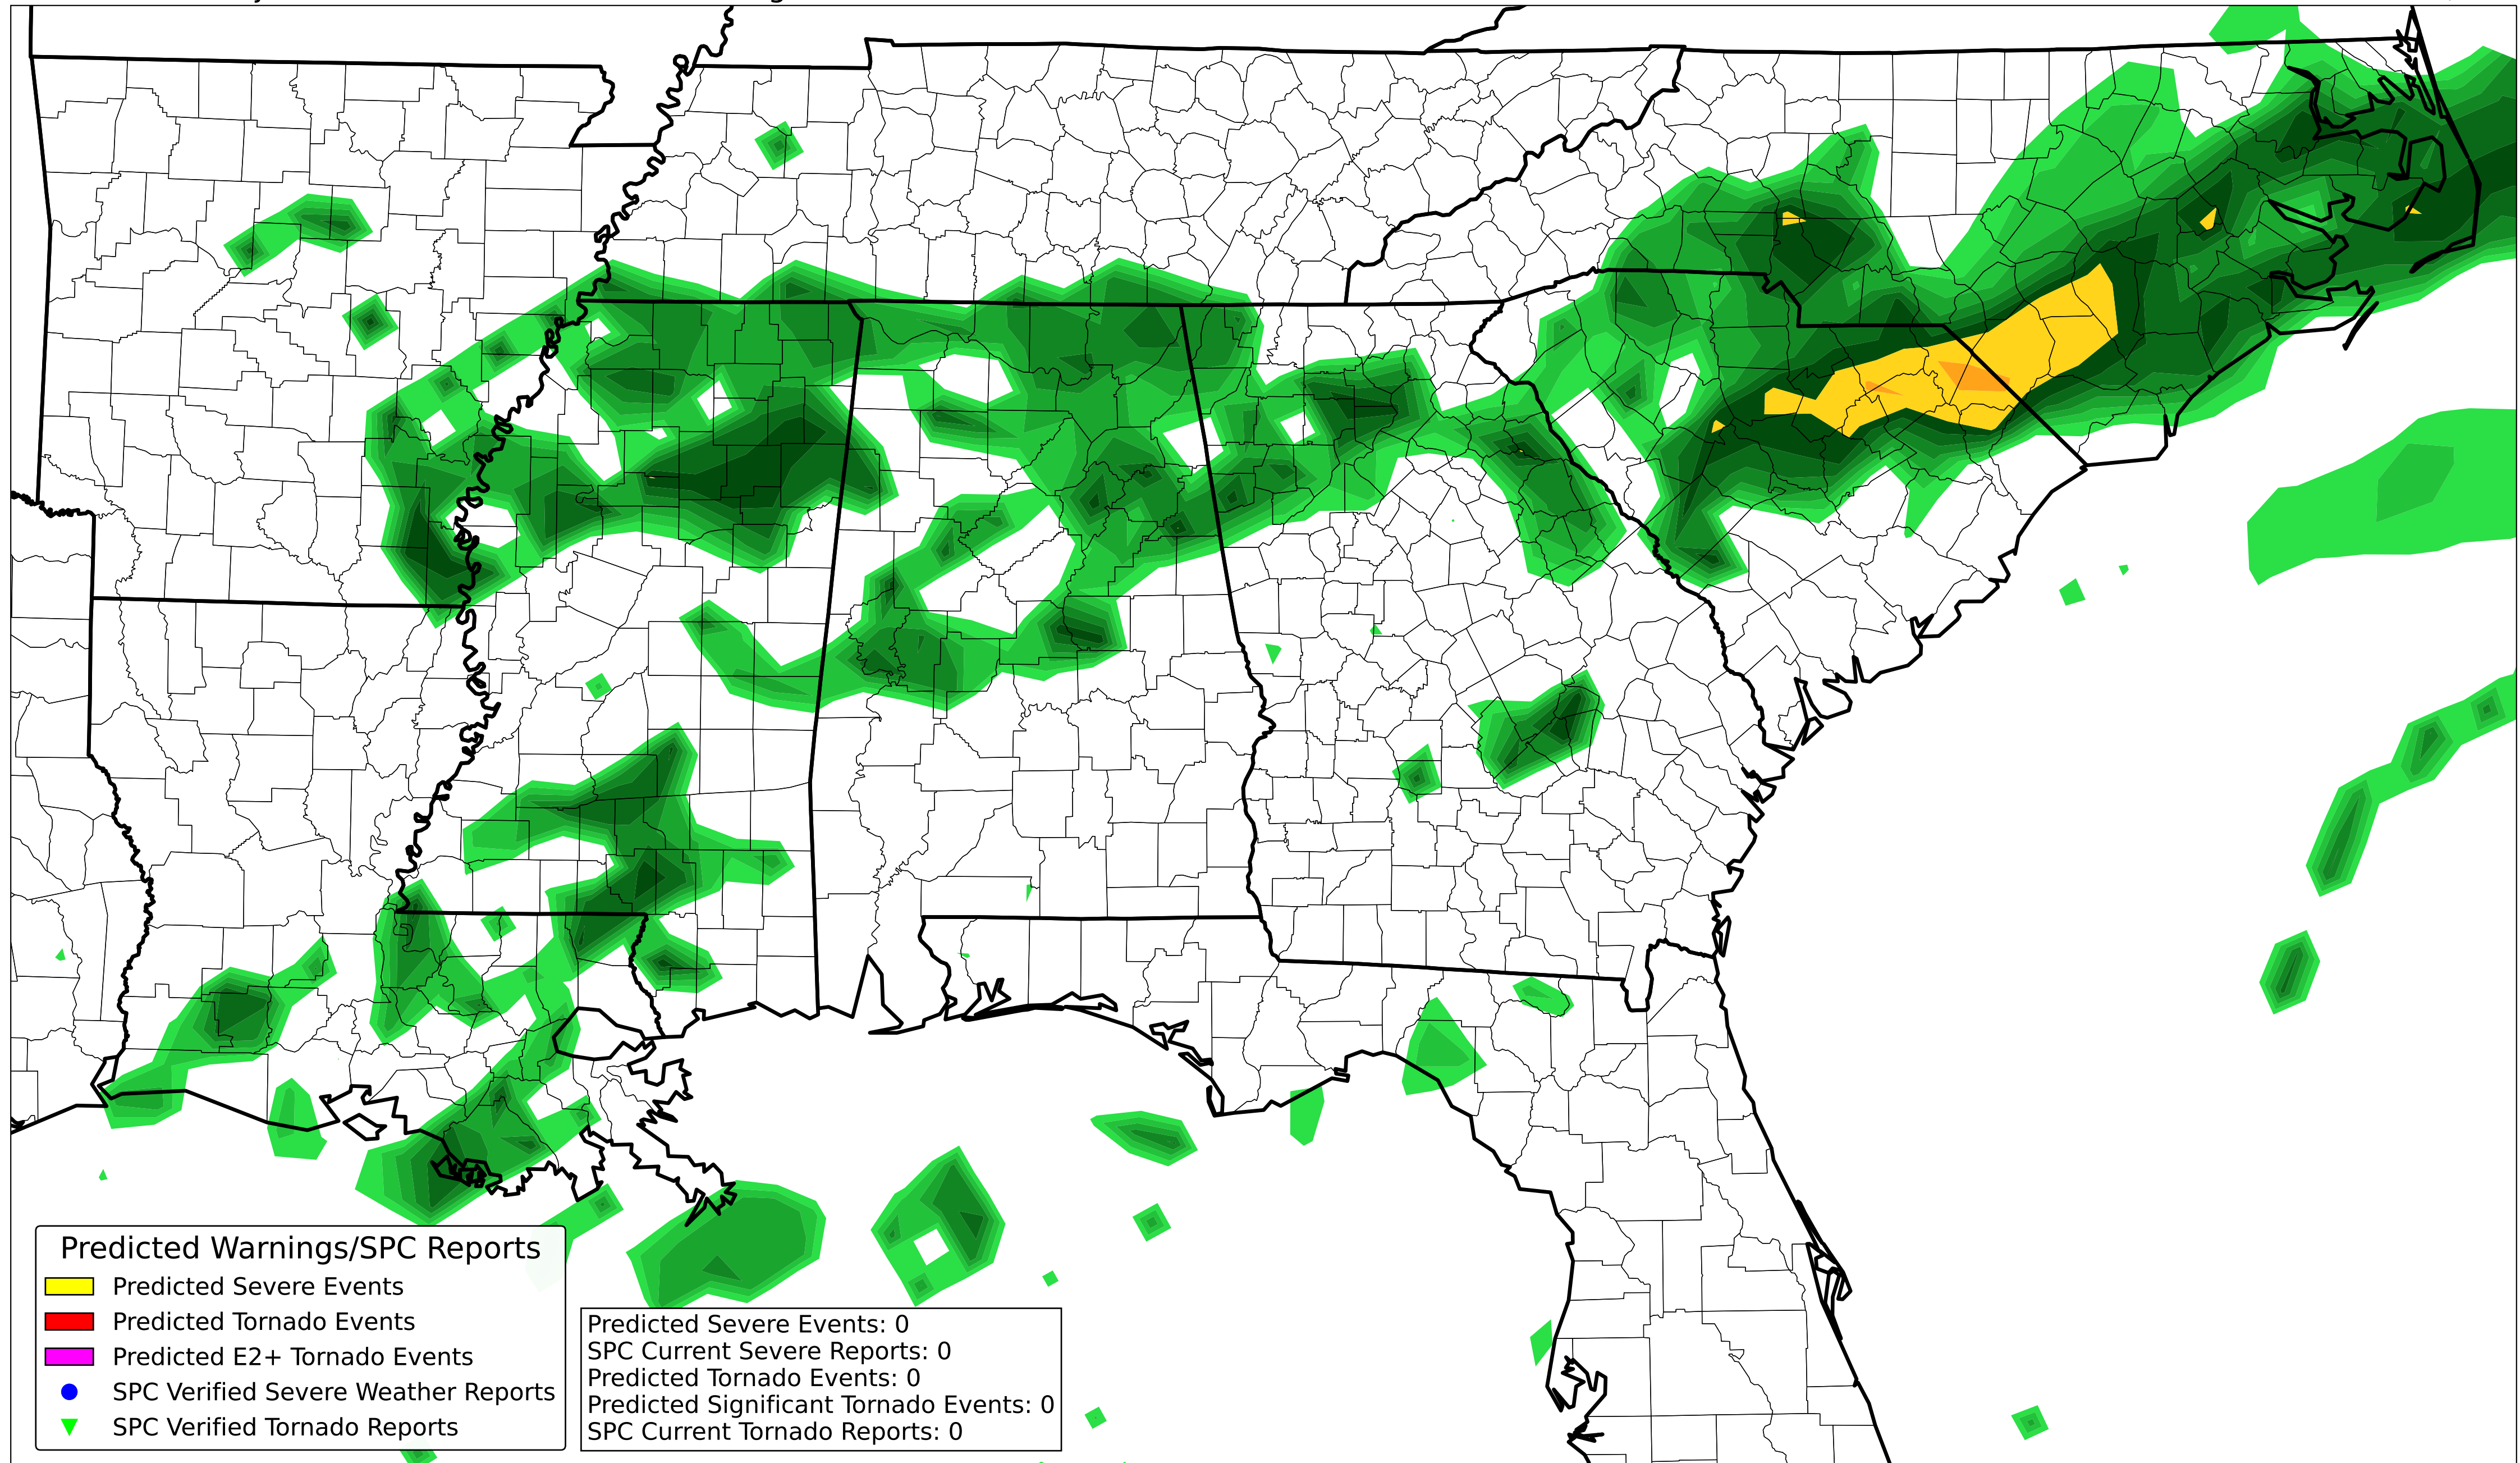 Predicted Warnings/SPC Reports
Predicted Severe Events
Predicted Tornado Events
Predicted E2+ Tornado Events
SPC Verified Severe Weather Reports
SPC Verified Tornado Reports
Predicted Severe Events: 0
SPC Current Severe Reports: 0
Predicted Tornado Events: 0
Predicted Significant Tornado Events: 0
SPC Current Tornado Reports: 0